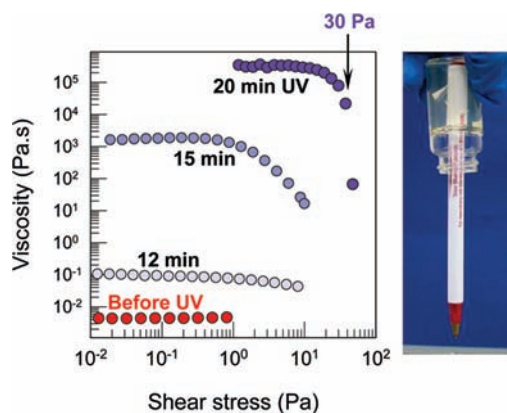 30 Pa
10⁵
10⁴
10³
10²
10¹
10⁰
10⁻¹
10⁻²
Viscosity (Pa.s)
20 min UV
15 min
12 min
Before UV
10⁻²
10⁻¹
10⁰
10¹
10²
Shear stress (Pa)